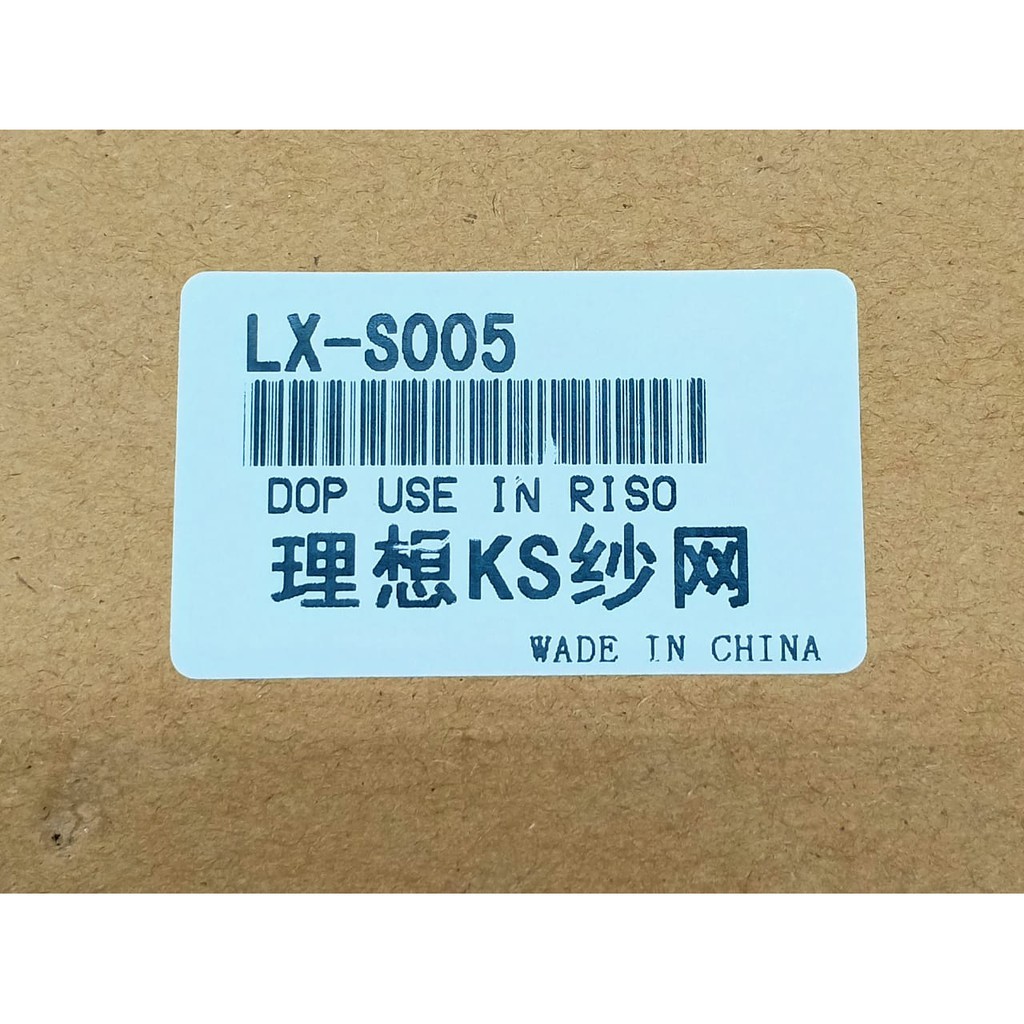 LX-S005
DOP USE IN RISO
理想KS纱网
WADE IN CHINA